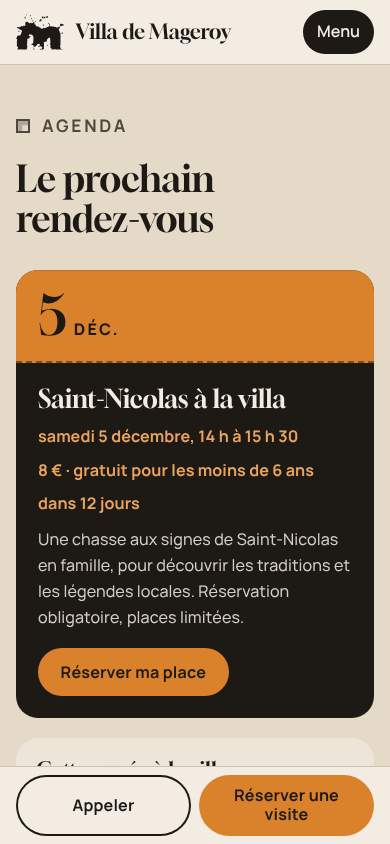 Villa de Mageroy
Menu
AGENDA
Le prochain
rendez-vous
5 DÉC.
Saint-Nicolas à la villa
samedi 5 décembre, 14 h à 15 h 30
8 € · gratuit pour les moins de 6 ans
dans 12 jours
Une chasse aux signes de Saint-Nicolas
en famille, pour découvrir les traditions et
les légendes locales. Réservation
obligatoire, places limitées.
Réserver ma place
Appeler
Réserver une
visite